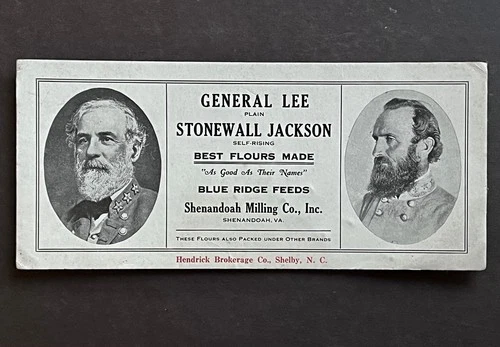 GENERAL LEE
PLAIN
STONEWALL JACKSON
SELF-RISING
BEST FLOURS MADE
"As Good As Their Names"
BLUE RIDGE FEEDS
Shenandoah Milling Co., Inc.
SHENANDOAH, VA.
THESE FLOURS ALSO PACKED UNDER OTHER BRANDS
Hendrick Brokerage Co., Shelby, N. C.